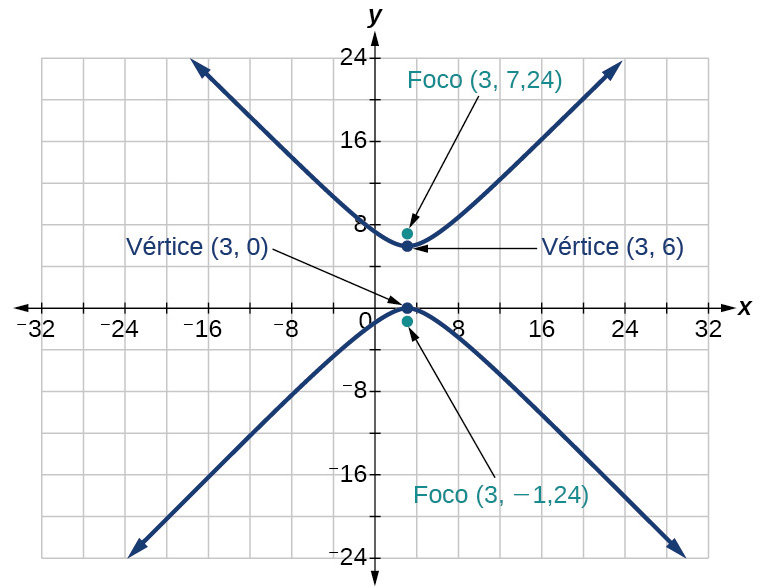 y
24
Foco (3, 7,24)
16
8
Vértice (3, 0)
Vértice (3, 6)
x
−32 −24 −16 −8 0 8 16 24 32
−8
−16
Foco (3, −1,24)
−24